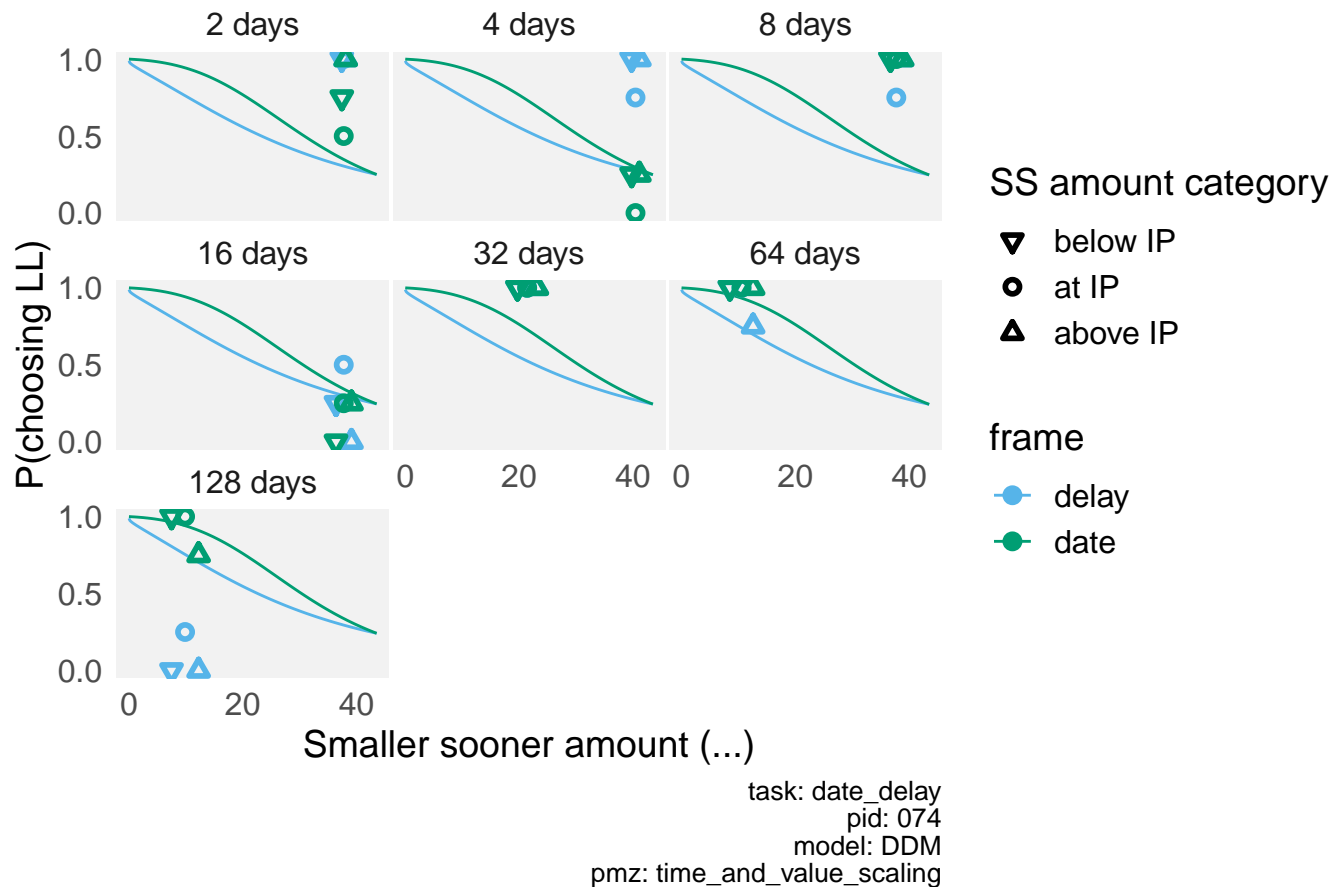 2 days
4 days
8 days
1.0
0.5
0.0
16 days
32 days
64 days
1.0
0.5
0.0
0
20
40
0
20
40
128 days
1.0
0.5
0.0
0
20
40
P(choosing LL)
Smaller sooner amount (...)
SS amount category
below IP
at IP
above IP
frame
delay
date
task: date_delay
pid: 074
model: DDM
pmz: time_and_value_scaling